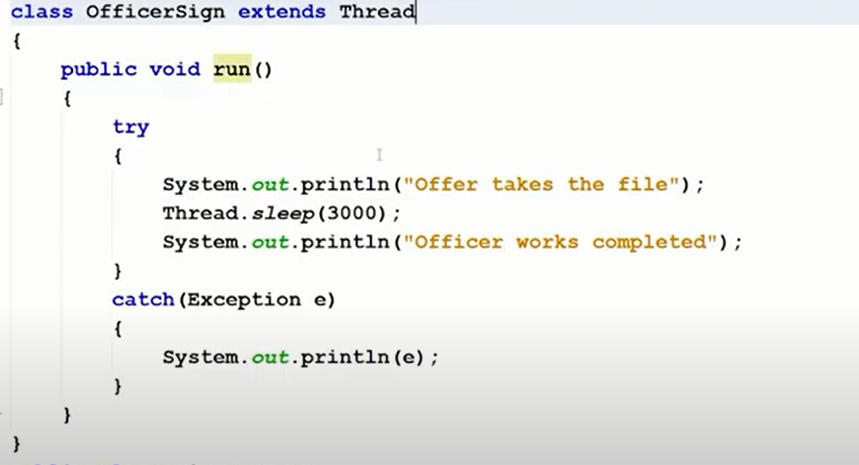 class OfficerSign extends Thread
{
public void run()
{
try
{
System.out.println("Offer takes the file");
Thread.sleep(3000);
System.out.println("Officer works completed");
}
catch(Exception e)
{
System.out.println(e);
}
}
}